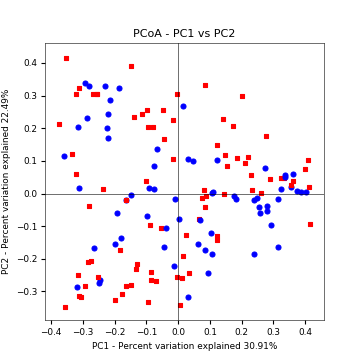 PCoA - PC1 vs PC2
PC2 - Percent variation explained 22.49%
0.4
0.3
0.2
0.1
0.0
−0.1
−0.2
−0.3
−0.4 −0.3 −0.2 −0.1 0.0 0.1 0.2 0.3 0.4
PC1 - Percent variation explained 30.91%